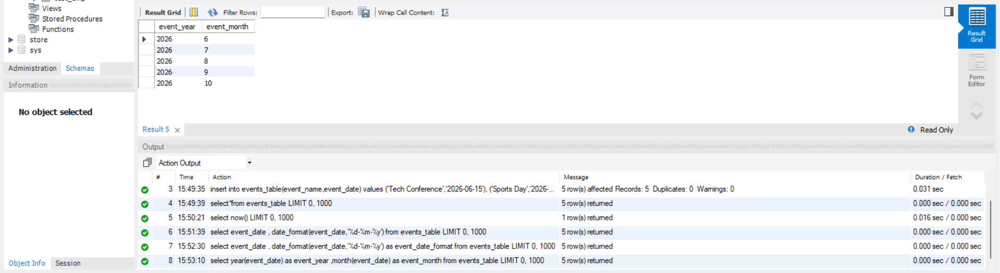 Views
Stored Procedures
Functions
store
sys
Administration Schemas
Information
No object selected
Object Info Session
Result Grid Filter Rows: Export: Wrap Cell Content:
event_year event_month
2026 6
2026 7
2026 8
2026 9
2026 10
Result Grid
Form Editor
Result 5
Read Only
Output
Action Output
# Time Action Message Duration / Fetch
3 15:49:35 insert into events_table(event_name,event_date) values ('Tech Conference','2026-06-15'), ('Sports Day','2026-... 5 row(s) affected Records: 5 Duplicates: 0 Warnings: 0 0.031 sec
4 15:49:39 select*from events_table LIMIT 0, 1000 5 row(s) returned 0.000 sec / 0.000 sec
5 15:50:21 select now() LIMIT 0, 1000 1 row(s) returned 0.016 sec / 0.000 sec
6 15:51:39 select event_date , date_format(event_date,"%d-%m-%y") from events_table LIMIT 0, 1000 5 row(s) returned 0.000 sec / 0.000 sec
7 15:52:30 select event_date , date_format(event_date,"%d-%m-%y") as event_date_format from events_table LIMIT 0, 1000 5 row(s) returned 0.000 sec / 0.000 sec
8 15:53:10 select year(event_date) as event_year ,month(event_date) as event_month from events_table LIMIT 0, 1000 5 row(s) returned 0.000 sec / 0.000 sec